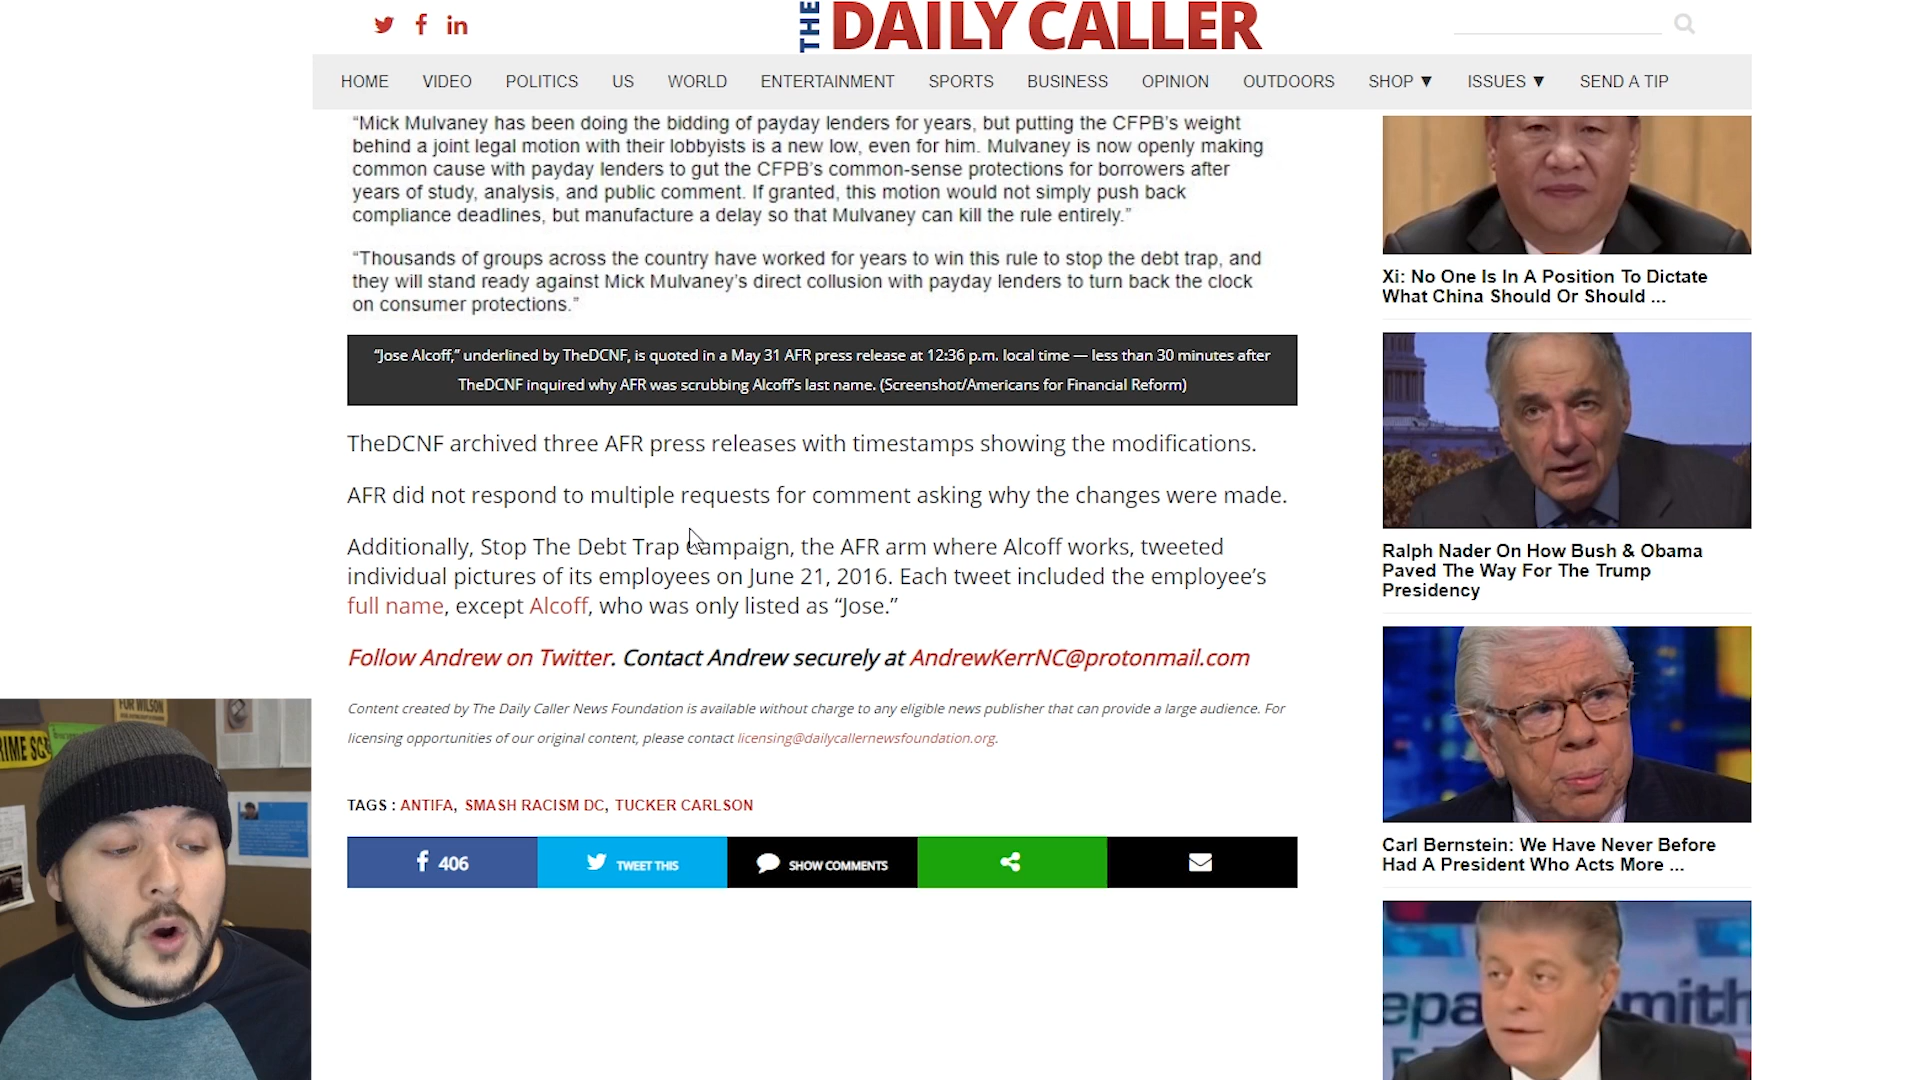 THE DAILY CALLER
HOME VIDEO POLITICS US WORLD ENTERTAINMENT SPORTS BUSINESS OPINION OUTDOORS SHOP ▼ ISSUES ▼ SEND A TIP
“Mick Mulvaney has been doing the bidding of payday lenders for years, but putting the CFPB’s weight
behind a joint legal motion with their lobbyists is a new low, even for him. Mulvaney is now openly making
common cause with payday lenders to gut the CFPB’s common-sense protections for borrowers after
years of study, analysis, and public comment. If granted, this motion would not simply push back
compliance deadlines, but manufacture a delay so that Mulvaney can kill the rule entirely.”
“Thousands of groups across the country have worked for years to win this rule to stop the debt trap, and
they will stand ready against Mick Mulvaney’s direct collusion with payday lenders to turn back the clock
on consumer protections.”
“Jose Alcoff,” underlined by TheDCNF, is quoted in a May 31 AFR press release at 12:36 p.m. local time — less than 30 minutes after
TheDCNF inquired why AFR was scrubbing Alcoff’s last name. (Screenshot/Americans for Financial Reform)
TheDCNF archived three AFR press releases with timestamps showing the modifications.
AFR did not respond to multiple requests for comment asking why the changes were made.
Additionally, Stop The Debt Trap Campaign, the AFR arm where Alcoff works, tweeted
individual pictures of its employees on June 21, 2016. Each tweet included the employee’s
full name, except Alcoff, who was only listed as “Jose.”
Follow Andrew on Twitter. Contact Andrew securely at AndrewKerrNC@protonmail.com
Content created by The Daily Caller News Foundation is available without charge to any eligible news publisher that can provide a large audience. For
licensing opportunities of our original content, please contact licensing@dailycallernewsfoundation.org.
TAGS : ANTIFA, SMASH RACISM DC, TUCKER CARLSON
406
TWEET THIS
SHOW COMMENTS
Xi: No One Is In A Position To Dictate
What China Should Or Should ...
Ralph Nader On How Bush & Obama
Paved The Way For The Trump
Presidency
Carl Bernstein: We Have Never Before
Had A President Who Acts More ...
epa smith
FOR WILSON
RIME SC